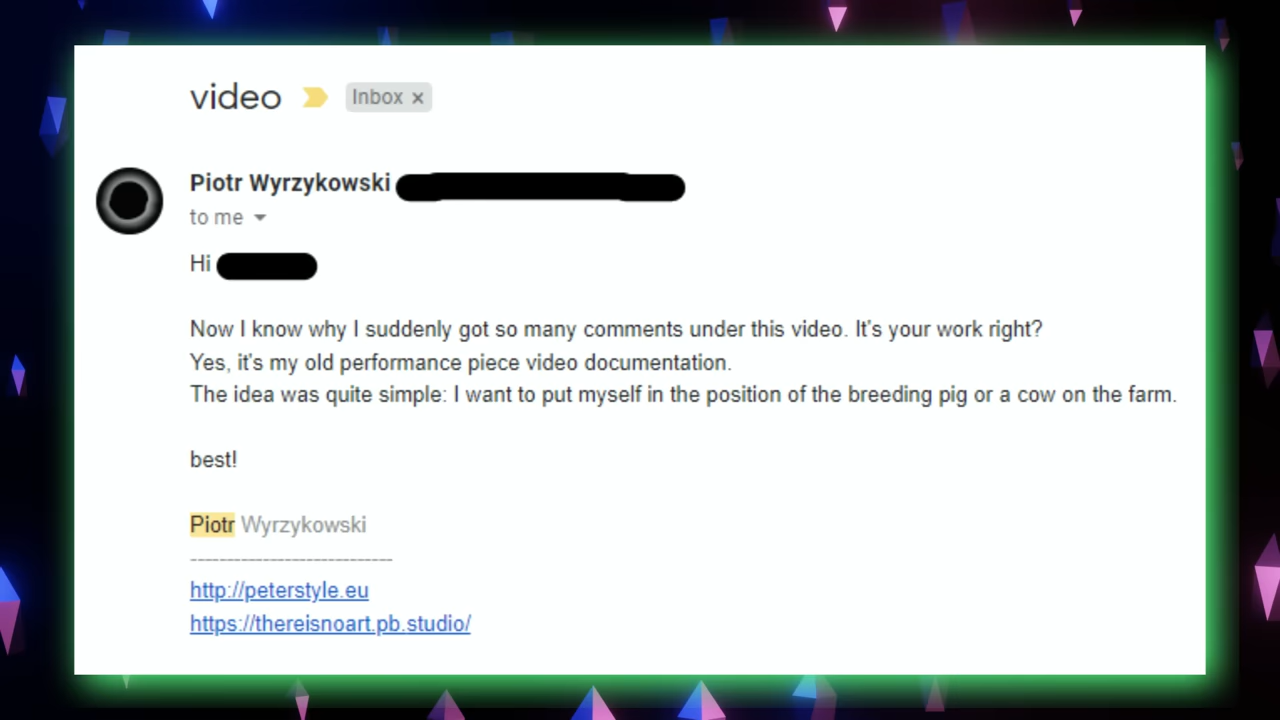 video
Inbox x
Piotr Wyrzykowski
to me
Hi
Now I know why I suddenly got so many comments under this video. It's your work right?
Yes, it's my old performance piece video documentation.
The idea was quite simple: I want to put myself in the position of the breeding pig or a cow on the farm.
best!
Piotr Wyrzykowski
----------------------------
http://peterstyle.eu
https://thereisnoart.pb.studio/